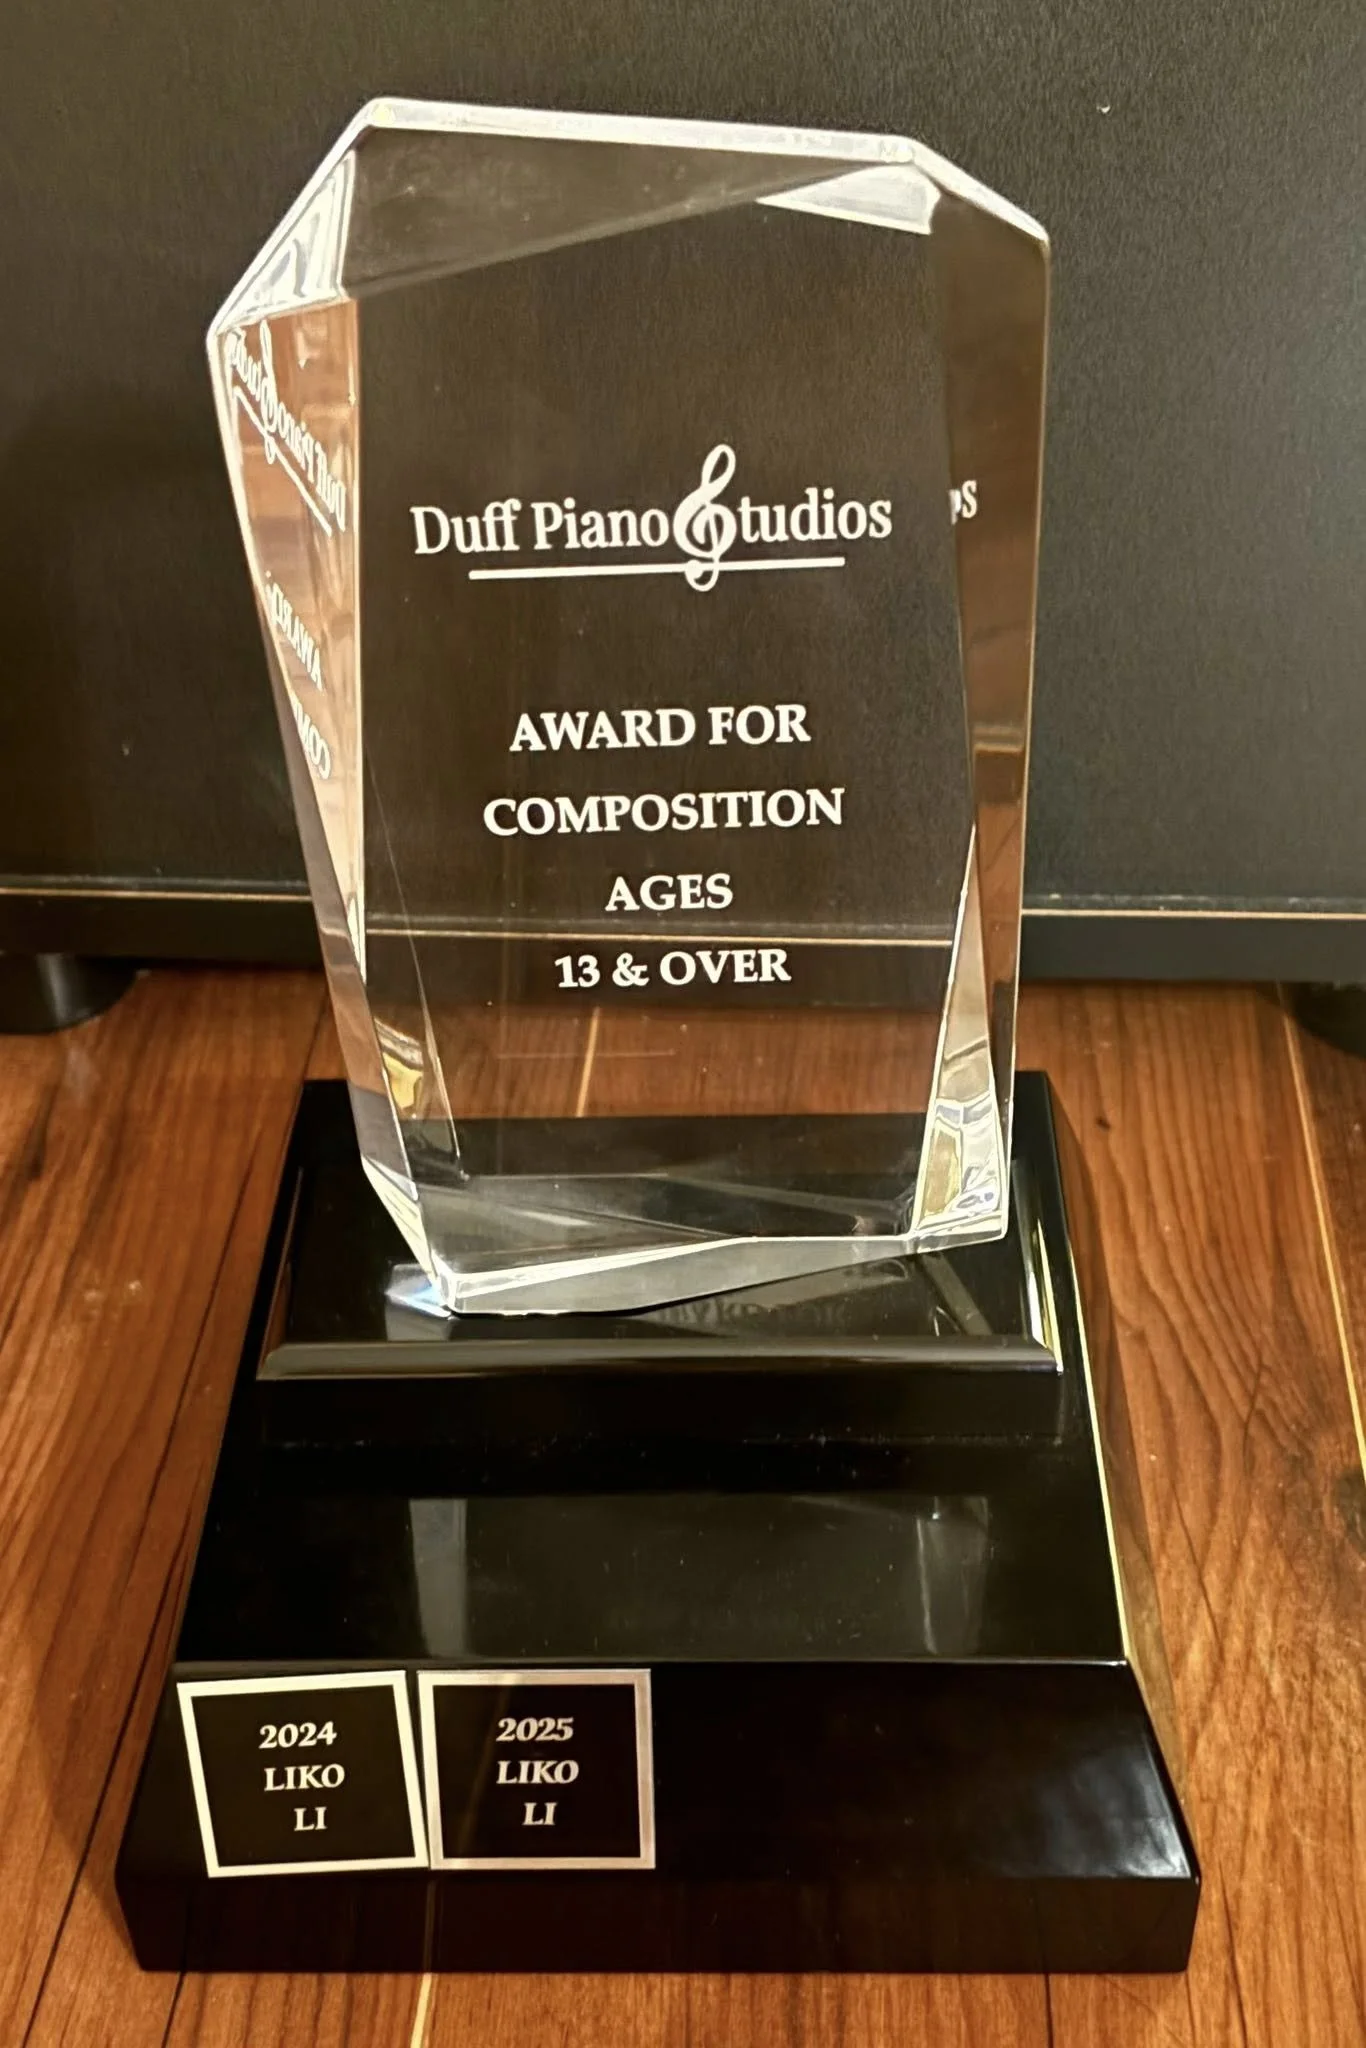 Duff Piano Studios
AWARD FOR
COMPOSITION
AGES
13 & OVER
2024
LIKO
LI
2025
LIKO
LI